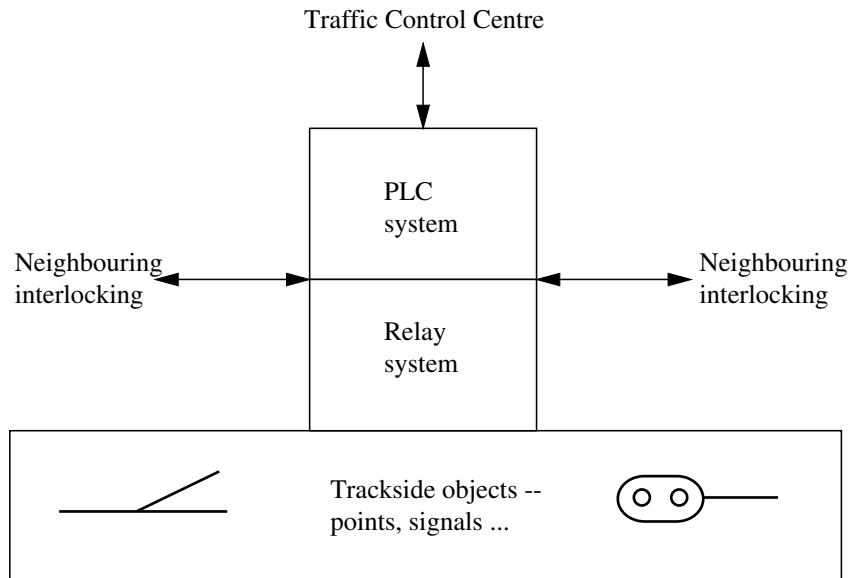 Traffic Control Centre
PLC
system
Neighbouring
interlocking
Neighbouring
interlocking
Relay
system
Trackside objects --
points, signals ...